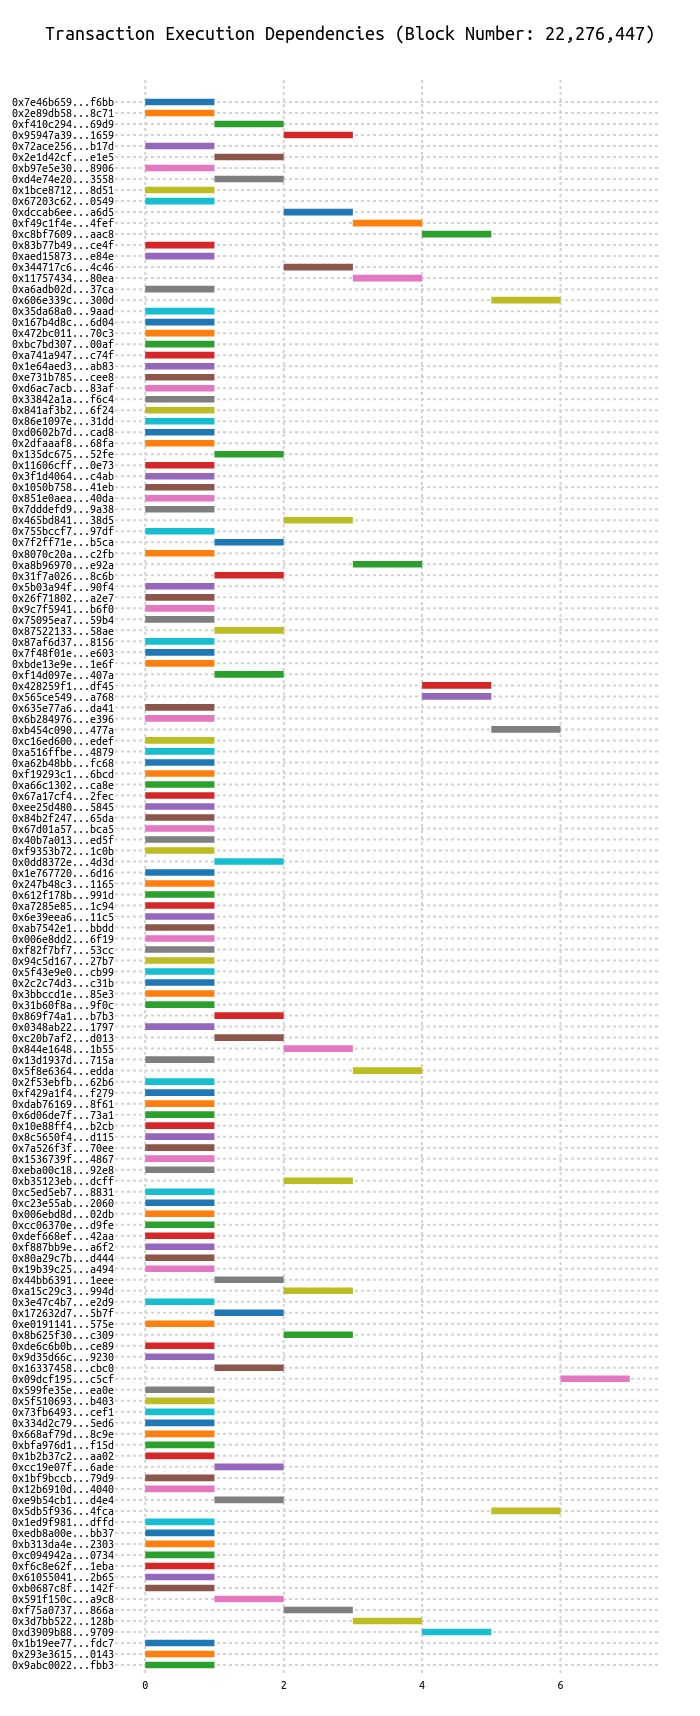 Transaction Execution Dependencies (Block Number: 22,276,447)
0x7e46b659...f6bb
0x2e89db58...8c71
0xf410c294...69d9
0x95947a39...1659
0x72ace256...b17d
0x2e1d42cf...e1e5
0xb97e5e30...8906
0xd4e74e20...3558
0x1bce8712...8d51
0x67203c62...0549
0xdccab6ee...a6d5
0xf49c1f4e...4fef
0xc8bf7609...aac8
0x83b77b49...ce4f
0xaed15873...e84e
0x344717c6...4c46
0x11757434...80ea
0xa6adb02d...37ca
0x606e339c...300d
0x35da68a0...9aad
0x167b4d8c...6d04
0x472bc011...70c3
0xbc7bd307...00af
0xa741a947...c74f
0x1e64aed3...ab83
0xe731b785...cee8
0xd6ac7acb...83af
0x33842a1a...f6c4
0x841af3b2...6f24
0x86e1097e...31dd
0xd0602b7d...cad8
0x2dfaaaf8...68fa
0x135dc675...52fe
0x11606cff...0e73
0x3f1d4064...c4ab
0x1050b758...41eb
0x851e0aea...40da
0x7dddefd9...9a38
0x465bd841...38d5
0x755bccf7...97df
0x7f2ff71e...b5ca
0x8070c20a...c2fb
0xa8b96970...e92a
0x31f7a026...8c6b
0x5b03a94f...90f4
0x26f71802...a2e7
0x9c7f5941...b6f0
0x75095ea7...59b4
0x87522133...58ae
0x87af6d37...8156
0x7f48f01e...e603
0xbde13e9e...1e6f
0xf14d097e...407a
0x428259f1...df45
0x565ce549...a768
0x635e77a6...da41
0x6b284976...e396
0xb454c090...477a
0xc16ed600...edef
0xa516ffbe...4879
0xa62b48bb...fc68
0xf19293c1...6bcd
0xa66c1302...ca8e
0x67a17cf4...2fec
0xee25d480...5845
0x84b2f247...65da
0x67d01a57...bca5
0x40b7a013...ed5f
0xf9353b72...1c0b
0x0dd8372e...4d3d
0x1e767720...6d16
0x247b48c3...1165
0x612f178b...991d
0xa7285e85...1c94
0x6e39eea6...11c5
0xab7542e1...bbdd
0x006e8dd2...6f19
0xf82f7bf7...53cc
0x94c5d167...27b7
0x5f43e9e0...cb99
0x2c2c74d3...c31b
0x3bbccd1e...85e3
0x31b60f8a...9f0c
0x869f74a1...b7b3
0x0348ab22...1797
0xc20b7af2...d013
0x844e1648...1b55
0x13d1937d...715a
0x5f8e6364...edda
0x2f53ebfb...62b6
0xf429a1f4...f279
0xdab76169...8f61
0x6d06de7f...73a1
0x10e88ff4...b2cb
0x8c5650f4...d115
0x7a526f3f...70ee
0x1536739f...4867
0xeba00c18...92e8
0xb35123eb...dcff
0xc5ed5eb7...8831
0xc23e55ab...2060
0x006ebd8d...02db
0xcc06370e...d9fe
0xdef668ef...42aa
0xf887bb9e...a6f2
0x80a29c7b...d444
0x19b39c25...a494
0x44bb6391...1eee
0xa15c29c3...994d
0x3e47c4b7...e2d9
0x172632d7...5b7f
0xe0191141...575e
0x8b625f30...c309
0xde6c6b0b...ce89
0x9d35d66c...9230
0x16337458...cbc0
0x09dcf195...c5cf
0x599fe35e...ea0e
0x5f510693...b403
0x73fb6493...cef1
0x334d2c79...5ed6
0x668af79d...8c9e
0xbfa976d1...f15d
0x1b2b37c2...aa02
0xcc19e07f...6ade
0x1bf9bccb...79d9
0x12b6910d...4040
0xe9b54cb1...d4e4
0x5db5f936...4fca
0x1ed9f981...dffd
0xedb8a00e...bb37
0xb313da4e...2303
0xc094942a...0734
0xf6c8e62f...1eba
0x61055041...2b65
0xb0687c8f...142f
0x591f150c...a9c8
0xf75a0737...866a
0x3d7bb522...128b
0xd3909b88...9709
0x1b19ee77...fdc7
0x293e3615...0143
0x9abc0022...fbb3
0 2 4 6